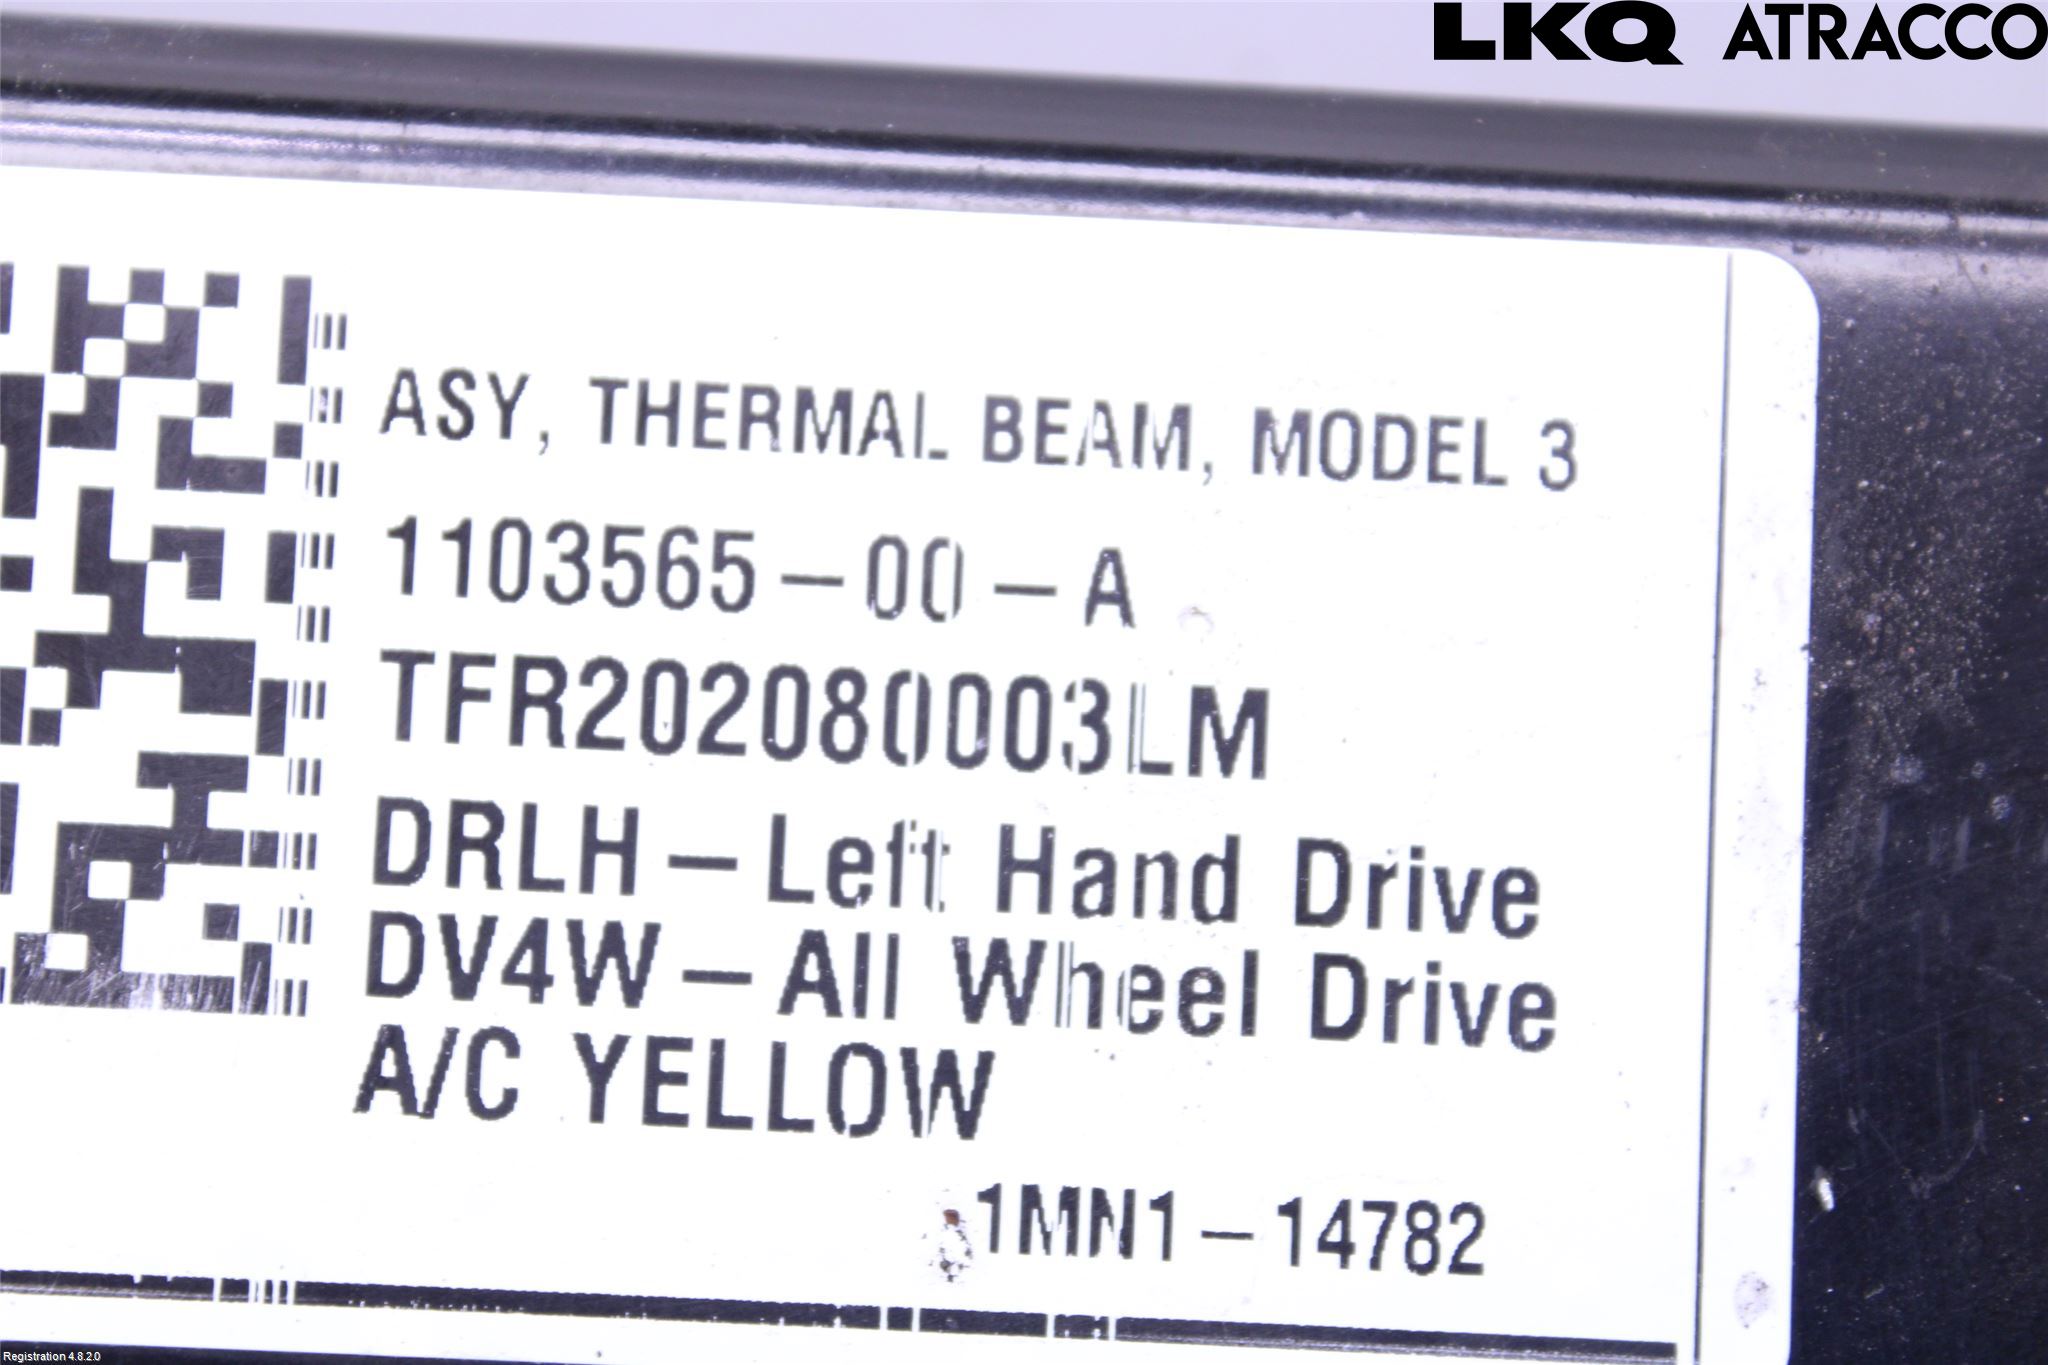 LKQ ATRACCO
ASY, THERMAL BEAM, MODEL 3
1103565-00-A
TFR202080003LM
DRLH-Left Hand Drive
DV4W-All Wheel Drive
A/C YELLOW
1MN1-14782
Registration 4.8.2.0